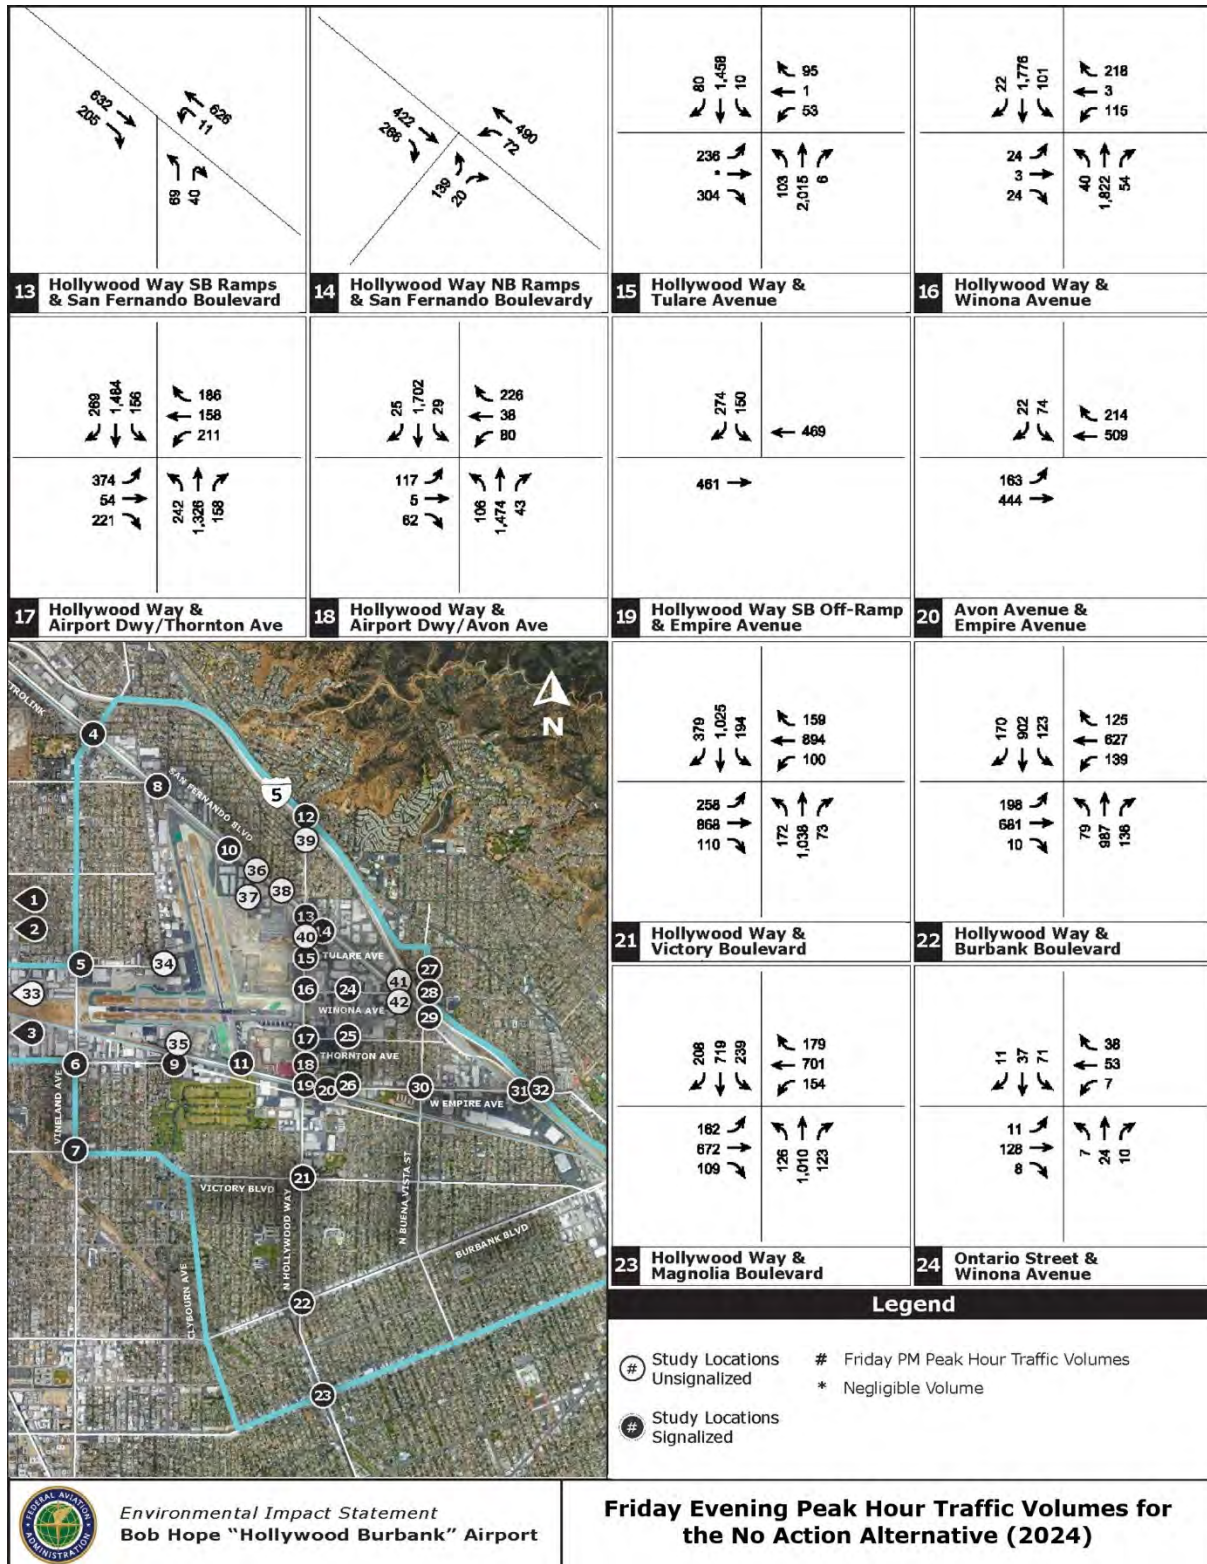 632
205
626
11
69
40
13 Hollywood Way SB Ramps
& San Fernando Boulevard
422
266
490
72
139
20
14 Hollywood Way NB Ramps
& San Fernando Boulevardy
80 1,458 10
95
1
53
236
*
304
103 2,015 6
15 Hollywood Way &
Tulare Avenue
22 1,776 101
218
3
115
24
3
24
40 1,822 54
16 Hollywood Way &
Winona Avenue
269 1,484 156
186
158
211
374
54
221
242 1,326 158
17 Hollywood Way &
Airport Dwy/Thornton Ave
25 1,702 29
226
38
80
117
5
62
106 1,474 43
18 Hollywood Way &
Airport Dwy/Avon Ave
274 150
469
461
19 Hollywood Way SB Off-Ramp
& Empire Avenue
22 74
214
509
163
444
20 Avon Avenue &
Empire Avenue
TROLINK
N
4
SAN FERNANDO BLVD
8
5
12
39
10
36
37
38
1
2
13
14
40
15
TULARE AVE
5
34
27
41
33
16
24
28
42
WINONA AVE
29
3
35
17
25
THORNTON AVE
6
9
11
18
19
20
26
30
31
32
W EMPIRE AVE
VINELAND AVE
7
21
VICTORY BLVD
N HOLLYWOOD WAY
N BUENA VISTA ST
BURBANK BLVD
CLYBOURN AVE
22
23
379 1,025 194
159
894
100
258
868
110
172 1,038 73
21 Hollywood Way &
Victory Boulevard
170 902 123
125
627
139
198
681
10
79 987 138
22 Hollywood Way &
Burbank Boulevard
208 719 239
179
701
154
162
672
109
126 1,010 123
23 Hollywood Way &
Magnolia Boulevard
11 37 71
38
53
7
11
128
8
7 24 10
24 Ontario Street &
Winona Avenue
Legend
# Study Locations
Unsignalized
# Friday PM Peak Hour Traffic Volumes
* Negligible Volume
# Study Locations
Signalized
FEDERAL AVIATION
ADMINISTRATION
Environmental Impact Statement
Bob Hope “Hollywood Burbank” Airport
Friday Evening Peak Hour Traffic Volumes for
the No Action Alternative (2024)